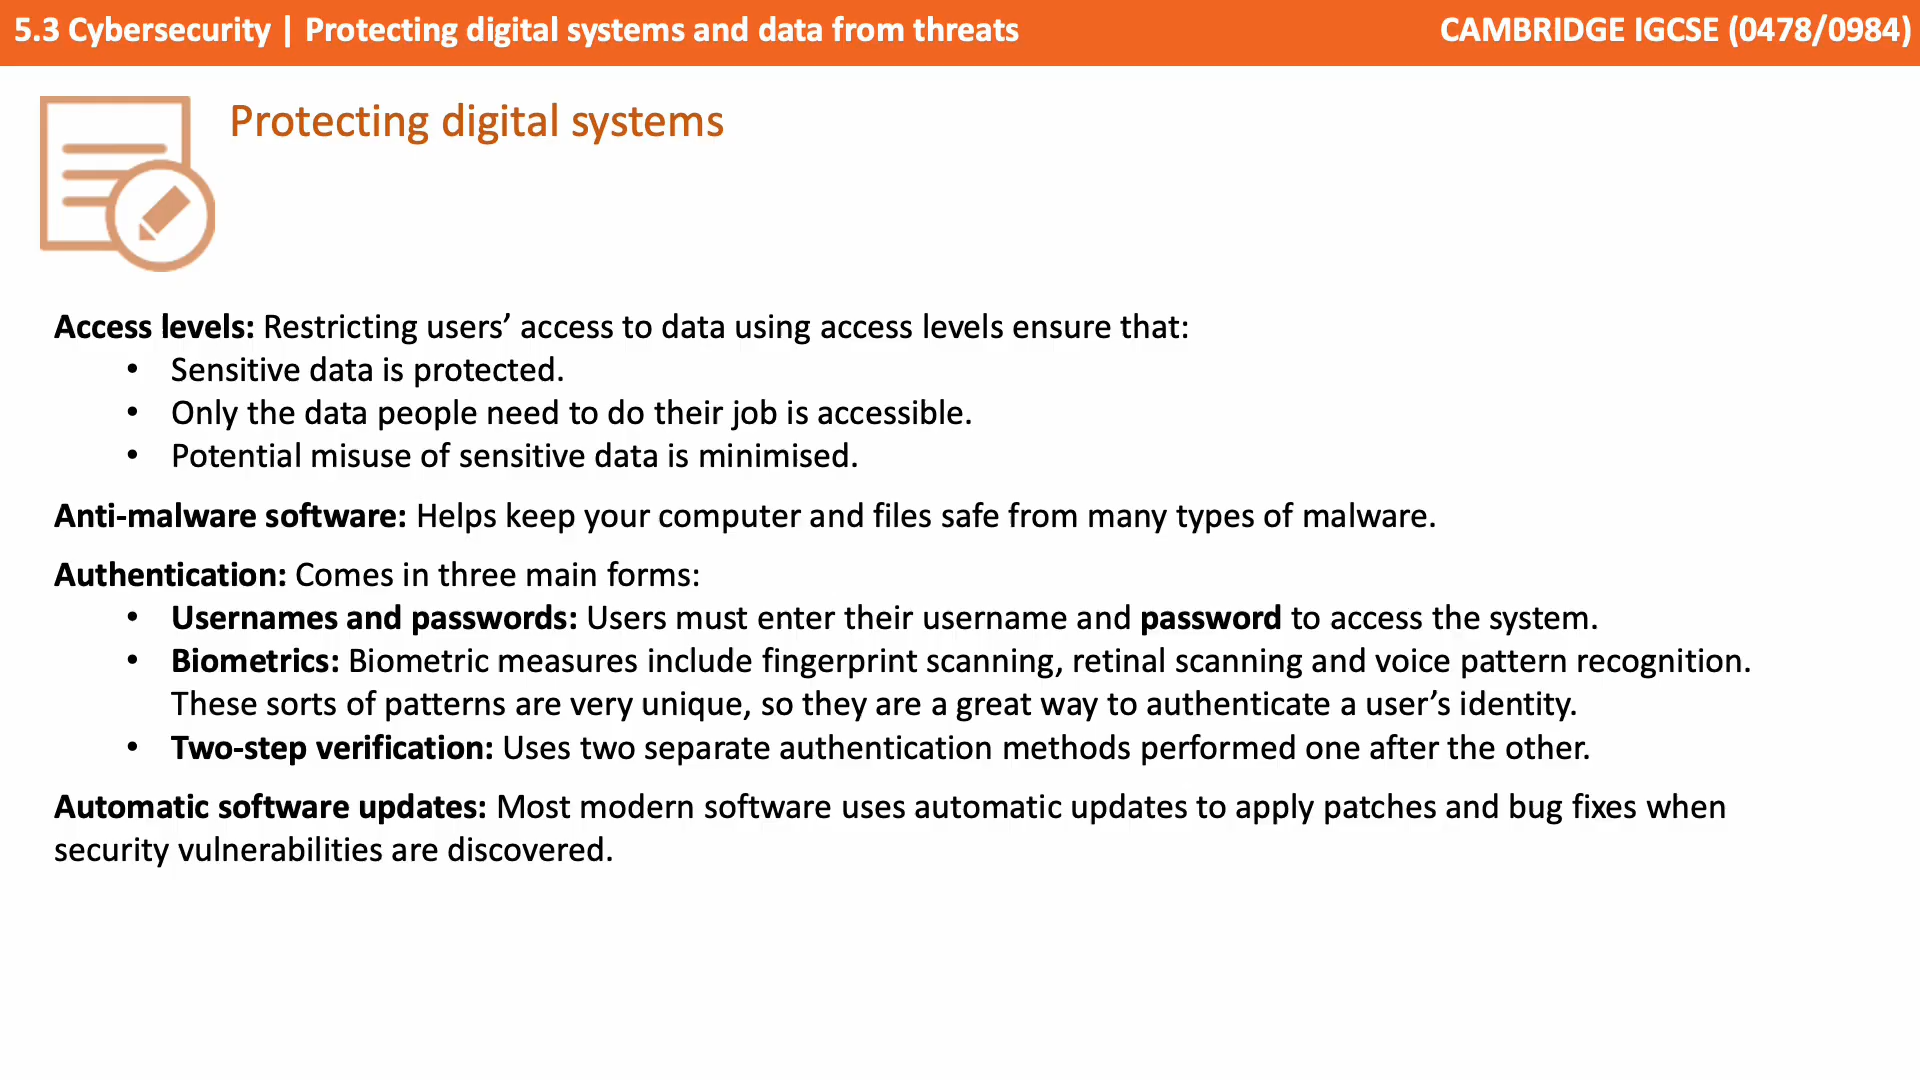 5.3 Cybersecurity | Protecting digital systems and data from threats
CAMBRIDGE IGCSE (0478/0984)
Protecting digital systems
Access levels: Restricting users’ access to data using access levels ensure that:
• Sensitive data is protected.
• Only the data people need to do their job is accessible.
• Potential misuse of sensitive data is minimised.
Anti-malware software: Helps keep your computer and files safe from many types of malware.
Authentication: Comes in three main forms:
• Usernames and passwords: Users must enter their username and password to access the system.
• Biometrics: Biometric measures include fingerprint scanning, retinal scanning and voice pattern recognition.
These sorts of patterns are very unique, so they are a great way to authenticate a user’s identity.
• Two-step verification: Uses two separate authentication methods performed one after the other.
Automatic software updates: Most modern software uses automatic updates to apply patches and bug fixes when
security vulnerabilities are discovered.